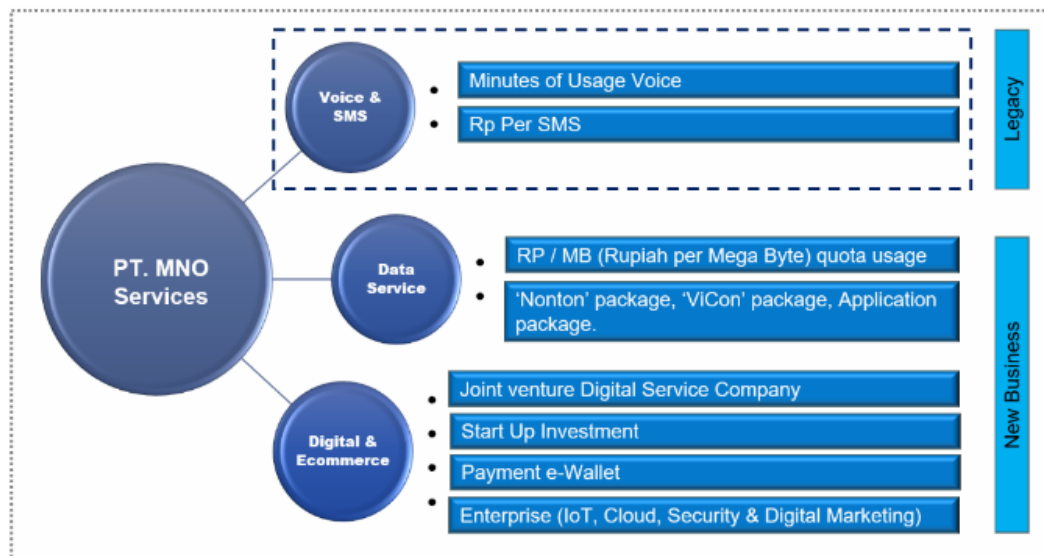 Voice &
SMS
Minutes of Usage Voice
Rp Per SMS
Legacy
PT. MNO
Services
Data
Service
RP / MB (Rupiah per Mega Byte) quota usage
‘Nonton’ package, ‘ViCon’ package, Application
package.
New Business
Digital &
Ecommerce
Joint venture Digital Service Company
Start Up Investment
Payment e-Wallet
Enterprise (IoT, Cloud, Security & Digital Marketing)